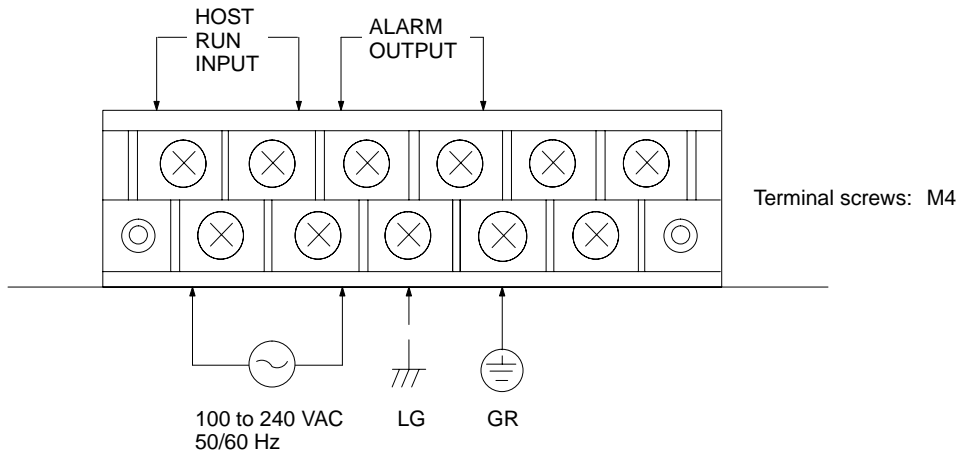 HOST
RUN
INPUT
ALARM
OUTPUT
Terminal screws: M4
100 to 240 VAC
50/60 Hz
LG
GR